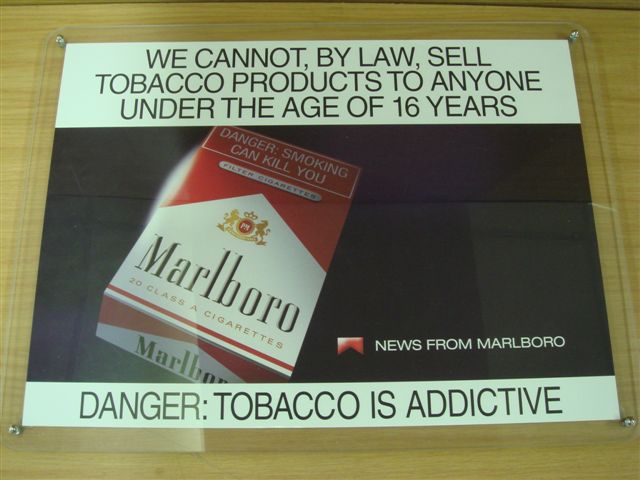 WE CANNOT, BY LAW, SELL
TOBACCO PRODUCTS TO ANYONE
UNDER THE AGE OF 16 YEARS
DANGER: SMOKING
CAN KILL YOU
FILTER CIGARETTES
PM
Marlboro
20 CLASS A CIGARETTES
Marlboro
NEWS FROM MARLBORO
DANGER: TOBACCO IS ADDICTIVE